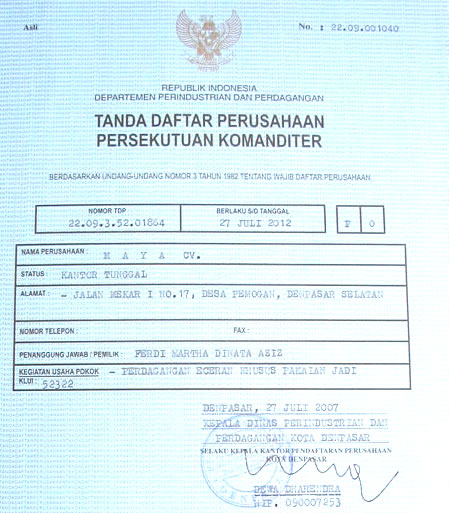 Asli
No. : 22.09.001040
REPUBLIK INDONESIA
DEPARTEMEN PERINDUSTRIAN DAN PERDAGANGAN
TANDA DAFTAR PERUSAHAAN
PERSEKUTUAN KOMANDITER
BERDASARKAN UNDANG-UNDANG NOMOR 3 TAHUN 1982 TENTANG WAJIB DAFTAR PERUSAHAAN
NOMOR TDP
22.09.3.52.01864
BERLAKU S/D TANGGAL
27 JULI 2012
P 0
NAMA PERUSAHAAN : M A Y A CV.
STATUS : KANTOR TUNGGAL
ALAMAT : - JALAN MEKAR I NO.17, DESA PEMOGAN, DENPASAR SELATAN
NOMOR TELEPON : FAX :
PENANGGUNG JAWAB / PEMILIK : FERDI MARTHA DINATA AZIZ
KEGIATAN USAHA POKOK - PERDAGANGAN ECERAN KHUSUS PAKAIAN JADI
KLUI : 52322
DENPASAR, 27 JULI 2007
KEPALA DINAS PERINDUSTRIAN DAN
PERDAGANGAN KOTA DENPASAR
SELAKU KEPALA KANTOR PENDAFTARAN PERUSAHAAN
KOTA DENPASAR
DEWA DHARENDRA
NIP. 090007253